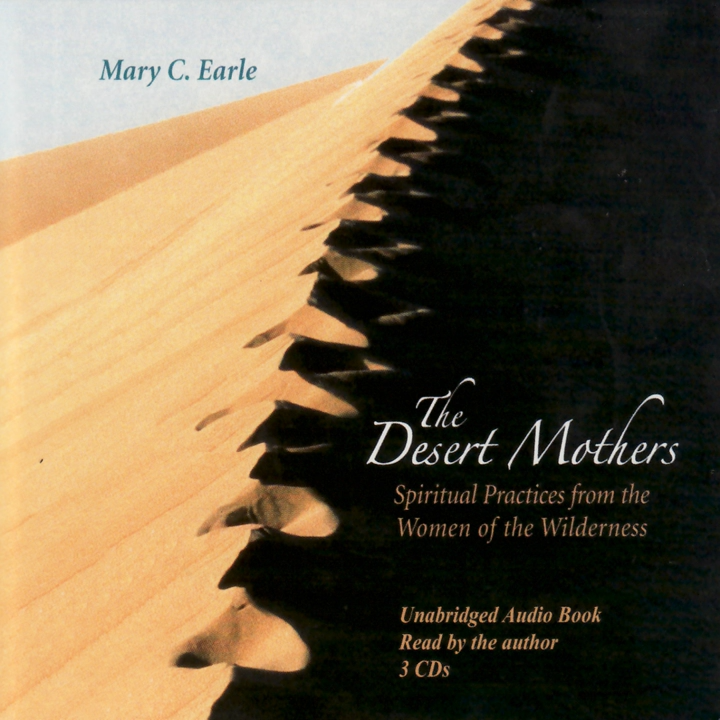 Mary C. Earle
The
Desert Mothers
Spiritual Practices from the
Women of the Wilderness
Unabridged Audio Book
Read by the author
3 CDs